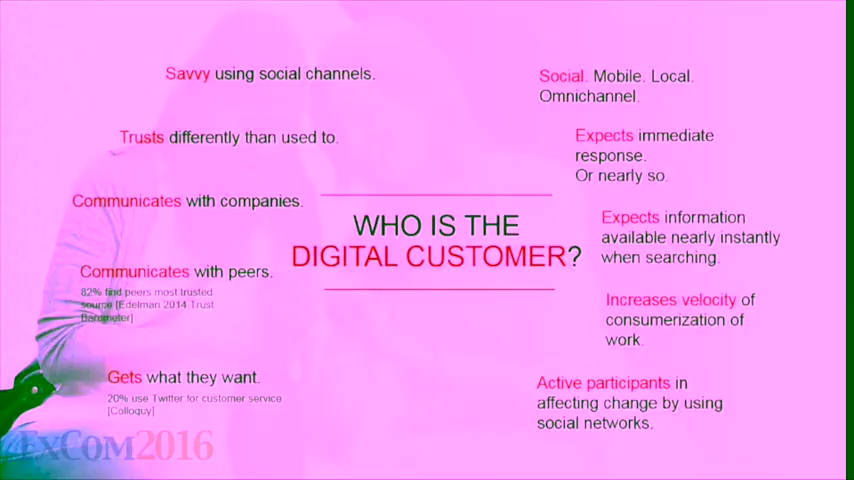 Savvy using social channels.
Trusts differently than used to.
Communicates with companies.
Communicates with peers.
82% find peers most trusted
source [Edelman 2014 Trust
Barometer]
Gets what they want.
20% use Twitter for customer service
[Colloquy]
WHO IS THE
DIGITAL CUSTOMER?
Social. Mobile. Local.
Omnichannel.
Expects immediate
response.
Or nearly so.
Expects information
available nearly instantly
when searching.
Increases velocity of
consumerization of
work.
Active participants in
affecting change by using
social networks.
EXCOM2016